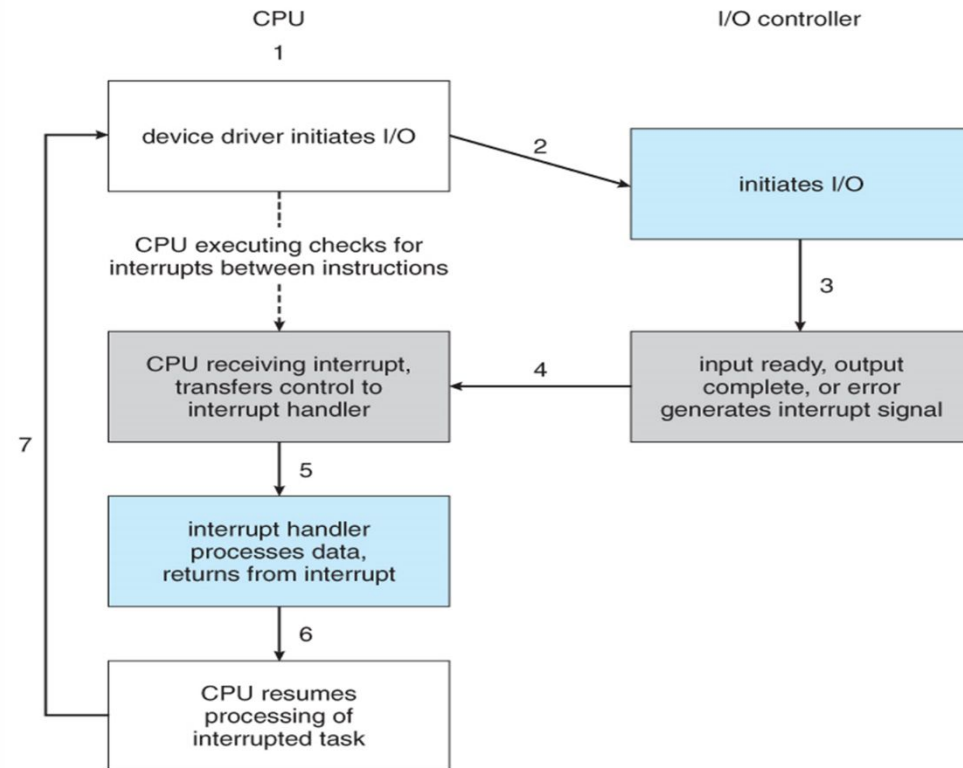 CPU
I/O controller
1
device driver initiates I/O
2
initiates I/O
CPU executing checks for
interrupts between instructions
3
CPU receiving interrupt,
transfers control to
interrupt handler
4
input ready, output
complete, or error
generates interrupt signal
7
5
interrupt handler
processes data,
returns from interrupt
6
CPU resumes
processing of
interrupted task